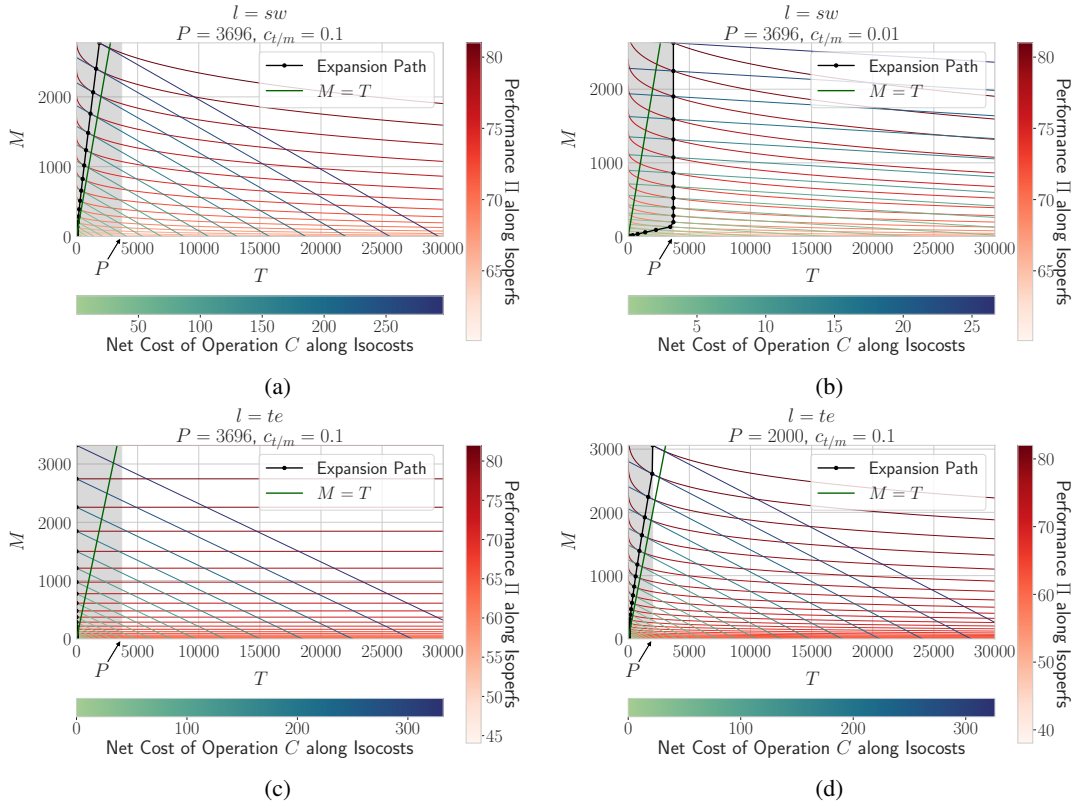 l = sw
P = 3696, c_{t/m} = 0.1
M
2000
1000
0
Expansion Path
M = T
0 5000 10000 15000 20000 25000 30000
P
T
80
75
70
65
Performance Π along Isoperfs
50 100 150 200 250
Net Cost of Operation C along Isocosts
(a)
l = sw
P = 3696, c_{t/m} = 0.01
M
2000
1000
0
Expansion Path
M = T
0 5000 10000 15000 20000 25000 30000
P
T
80
75
70
65
Performance Π along Isoperfs
5 10 15 20 25
Net Cost of Operation C along Isocosts
(b)
l = te
P = 3696, c_{t/m} = 0.1
M
3000
2000
1000
0
Expansion Path
M = T
0 5000 10000 15000 20000 25000 30000
P
T
80
75
70
65
60
55
50
45
Performance Π along Isoperfs
0 100 200 300
Net Cost of Operation C along Isocosts
(c)
l = te
P = 2000, c_{t/m} = 0.1
M
3000
2000
1000
0
Expansion Path
M = T
0 5000 10000 15000 20000 25000 30000
P
T
80
70
60
50
40
Performance Π along Isoperfs
0 100 200 300
Net Cost of Operation C along Isocosts
(d)